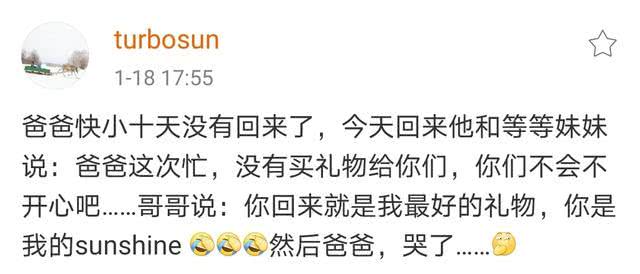 turbosun
1-18 17:55
爸爸快小十天没有回来了，今天回来他和等等妹妹
说：爸爸这次忙，没有买礼物给你们，你们不会不
开心吧……哥哥说：你回来就是我最好的礼物，你是
我的sunshine 🤣🤣🤣然后爸爸，哭了……🤭